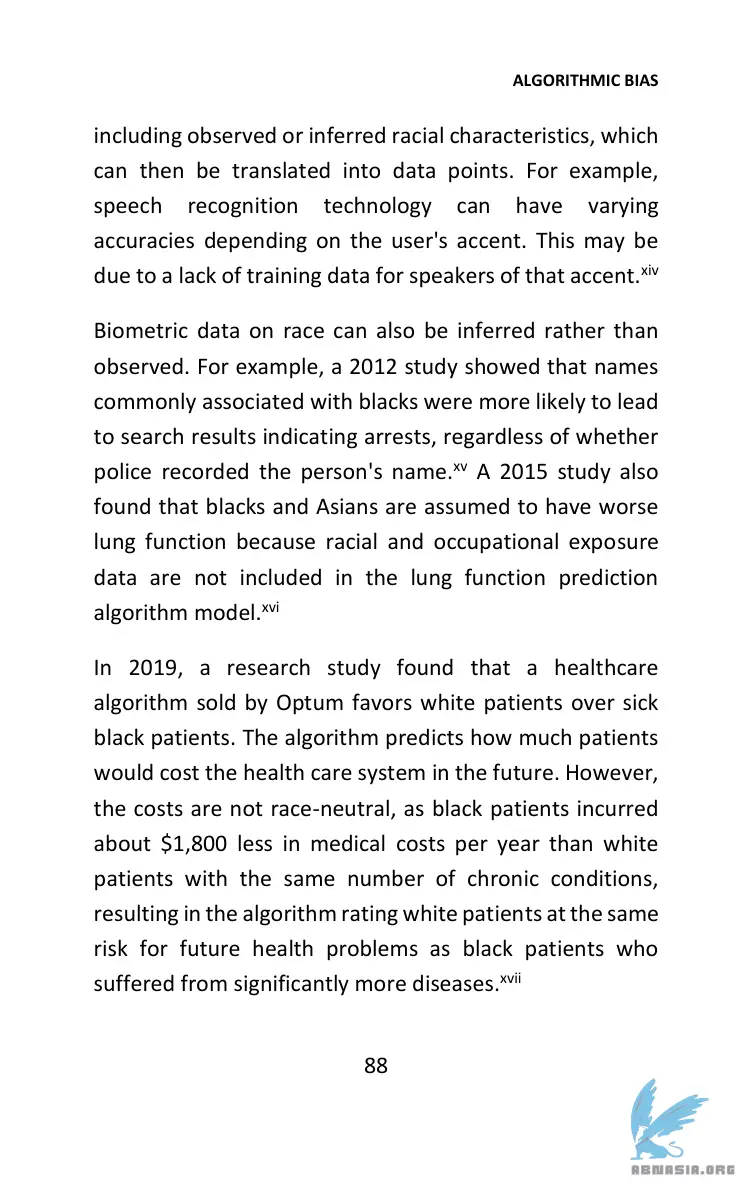 ALGORITHMIC BIAS
including observed or inferred racial characteristics, which
can then be translated into data points. For example,
speech recognition technology can have varying
accuracies depending on the user's accent. This may be
due to a lack of training data for speakers of that accent.xiv
Biometric data on race can also be inferred rather than
observed. For example, a 2012 study showed that names
commonly associated with blacks were more likely to lead
to search results indicating arrests, regardless of whether
police recorded the person's name.xv A 2015 study also
found that blacks and Asians are assumed to have worse
lung function because racial and occupational exposure
data are not included in the lung function prediction
algorithm model.xvi
In 2019, a research study found that a healthcare
algorithm sold by Optum favors white patients over sick
black patients. The algorithm predicts how much patients
would cost the health care system in the future. However,
the costs are not race-neutral, as black patients incurred
about $1,800 less in medical costs per year than white
patients with the same number of chronic conditions,
resulting in the algorithm rating white patients at the same
risk for future health problems as black patients who
suffered from significantly more diseases.xvii
88
ABNASIA.ORG